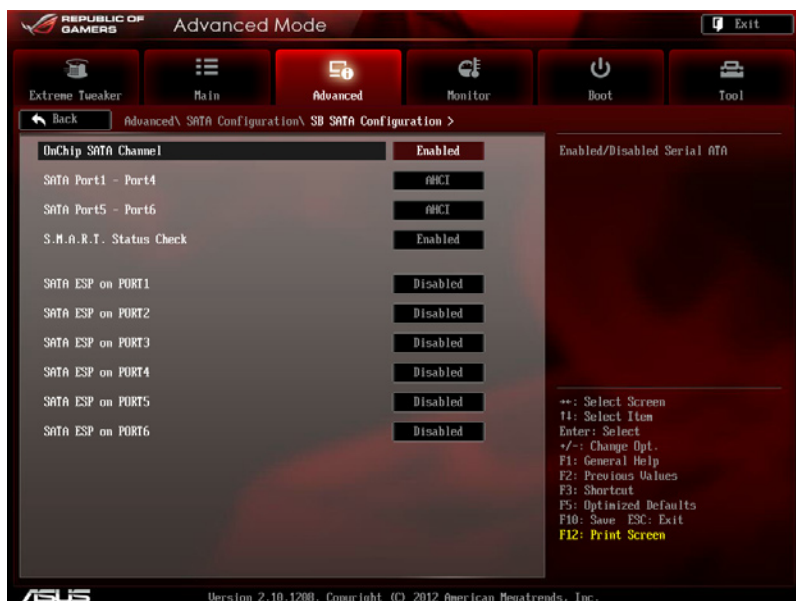 REPUBLIC OF GAMERS
Advanced Mode
Exit
Extreme Tweaker
Main
Advanced
Monitor
Boot
Tool
Back
Advanced\ SATA Configuration\ SB SATA Configuration >
OnChip SATA Channel Enabled
SATA Port1 - Port4 AHCI
SATA Port5 - Port6 AHCI
S.M.A.R.T. Status Check Enabled
SATA ESP on PORT1 Disabled
SATA ESP on PORT2 Disabled
SATA ESP on PORT3 Disabled
SATA ESP on PORT4 Disabled
SATA ESP on PORT5 Disabled
SATA ESP on PORT6 Disabled
Enabled/Disabled Serial ATA
→←: Select Screen
↑↓: Select Item
Enter: Select
+/-: Change Opt.
F1: General Help
F2: Previous Values
F3: Shortcut
F5: Optimized Defaults
F10: Save ESC: Exit
F12: Print Screen
ASUS
Version 2.10.1208. Copyright (C) 2012 American Megatrends, Inc.